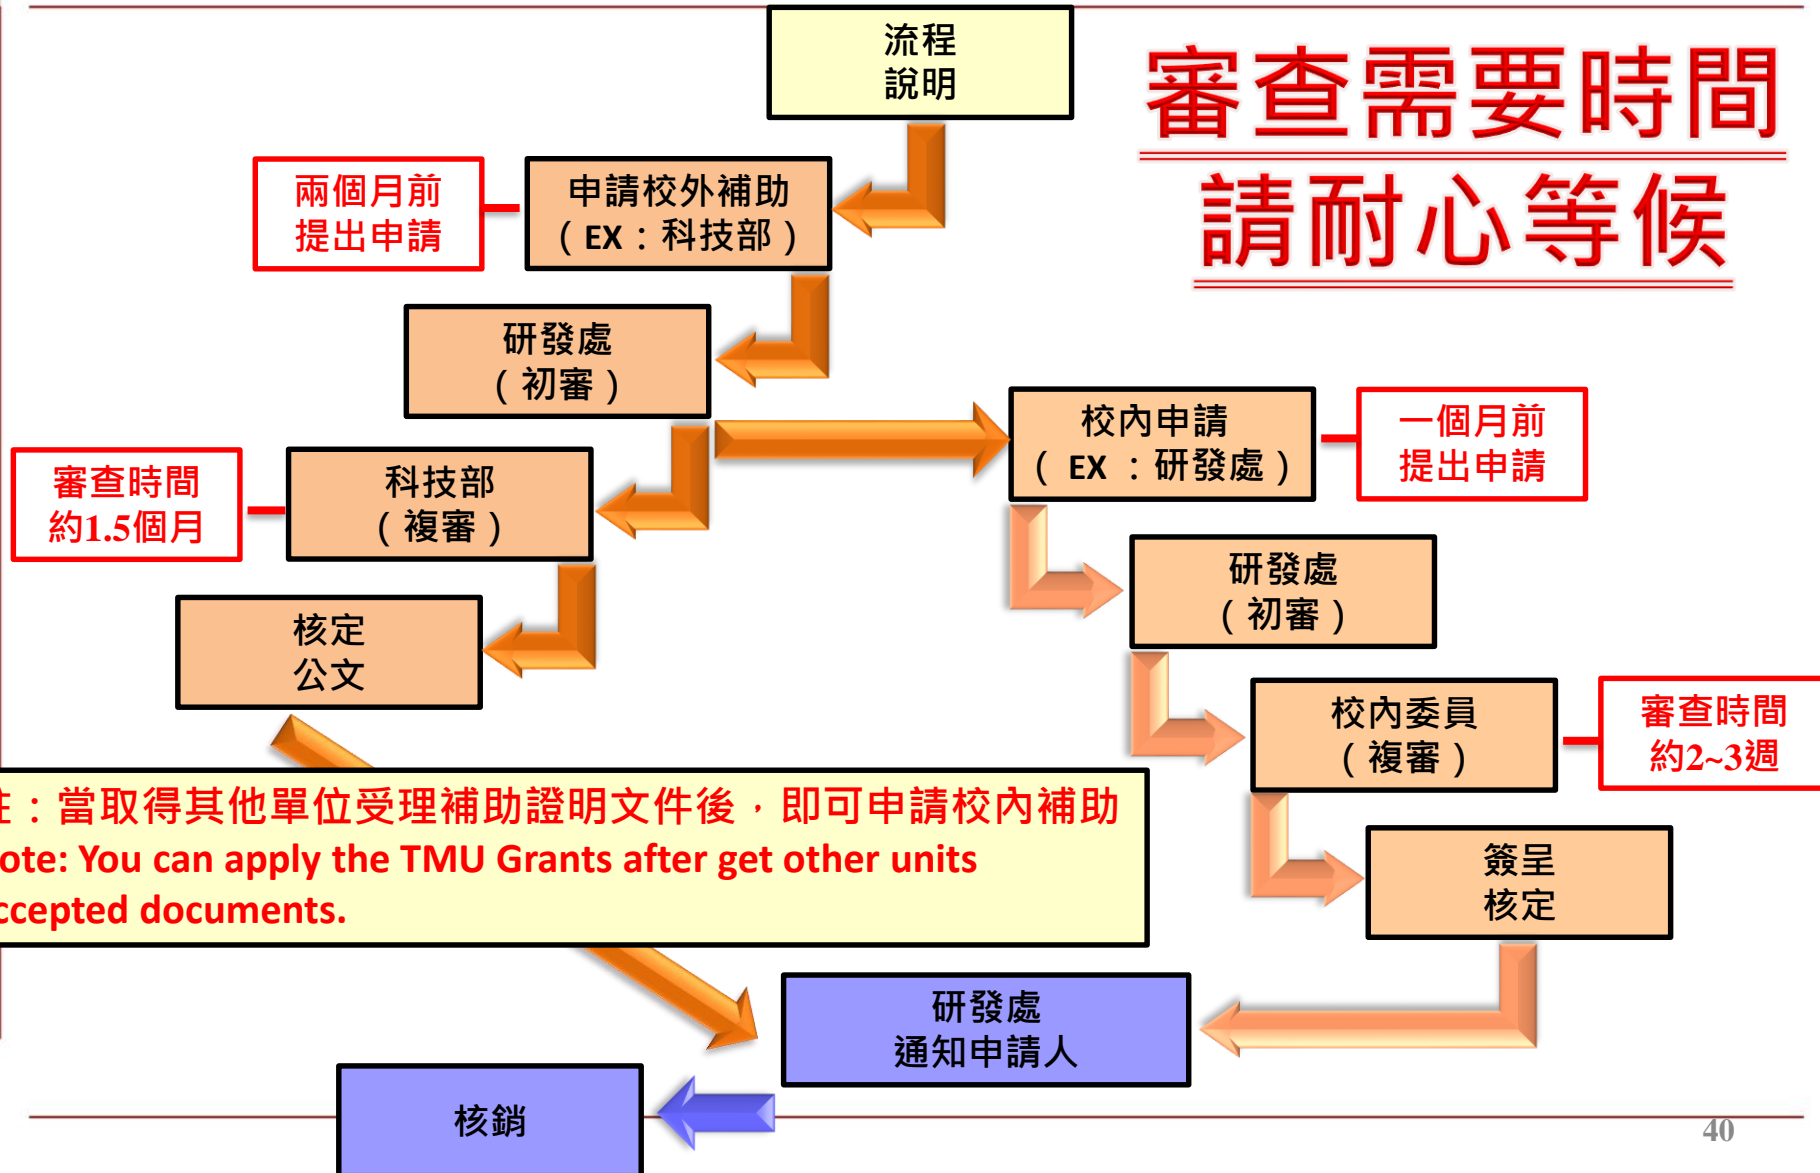 流程
說明
審查需要時間
請耐心等候
兩個月前
提出申請
申請校外補助
（EX：科技部）
研發處
（初審）
校內申請
（ EX ：研發處）
一個月前
提出申請
審查時間
約1.5個月
科技部
（複審）
研發處
（初審）
核定
公文
校內委員
（複審）
審查時間
約2~3週
：當取得其他單位受理補助證明文件後，即可申請校內補助
ote: You can apply the TMU Grants after get other units
ccepted documents.
簽呈
核定
研發處
通知申請人
核銷
40